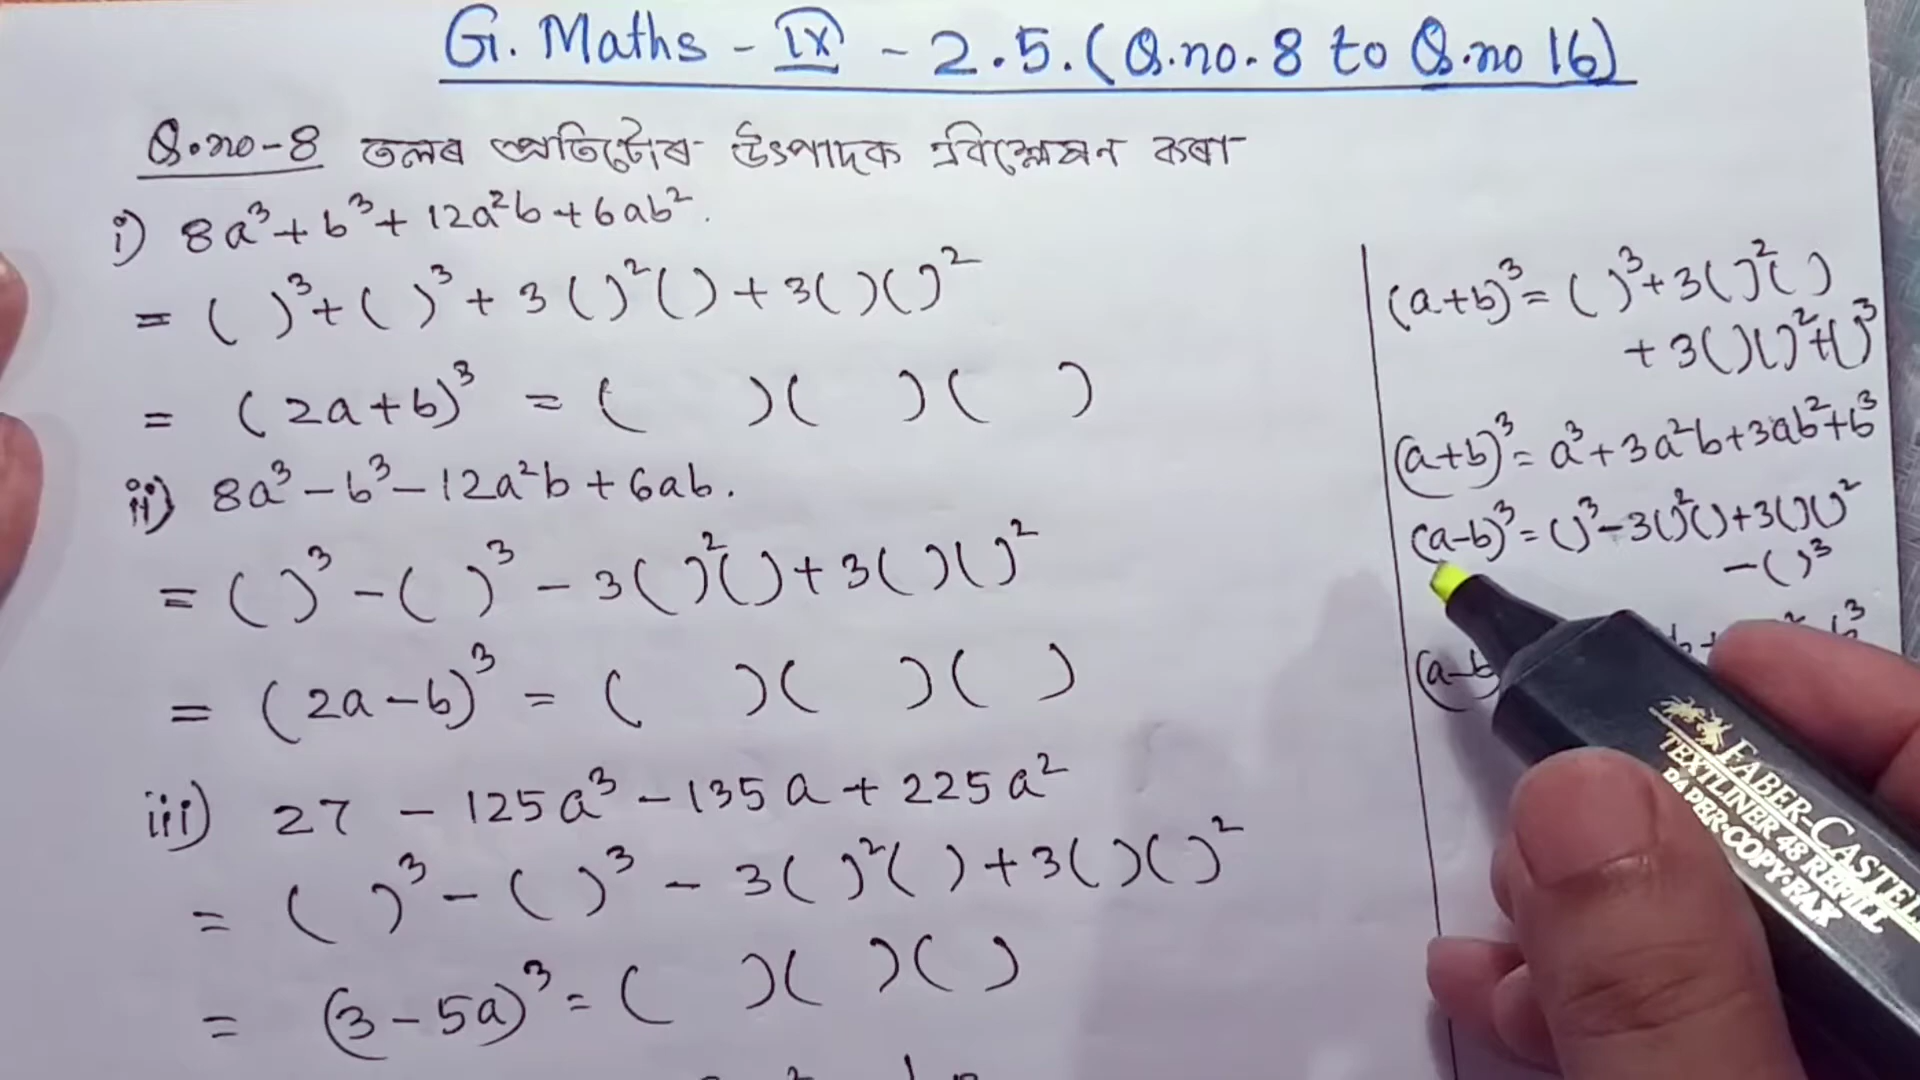 G. Maths - IX - 2.5. (Q.no. 8 to Q.no 16)
Q.no-8 তলৰ প্ৰতিটোৰ উৎপাদক বিশ্লেষন কৰা
i) 8a³ + b³ + 12a²b + 6ab².
= ( )³ + ( )³ + 3 ( )² ( ) + 3( )( )²
= (2a+b)³ = ( )( )( )
ii) 8a³ - b³ - 12a²b + 6ab.
= ( )³ - ( )³ - 3( )²( ) + 3( )( )²
= (2a-b)³ = ( )( )( )
iii) 27 - 125a³ - 135a + 225a²
= ( )³ - ( )³ - 3( )²( ) + 3( )( )²
= (3-5a)³ = ( )( )( )
(a+b)³ = ( )³ + 3( )²( )
+ 3( )( )² + ( )³
(a+b)³ = a³ + 3a²b + 3ab² + b³
(a-b)³ = ( )³ - 3( )²( ) + 3( )( )²
- ( )³
(a-b
FABER-CASTELL
TEXTLINER 48 REFILL
PAPER·COPY·FAX